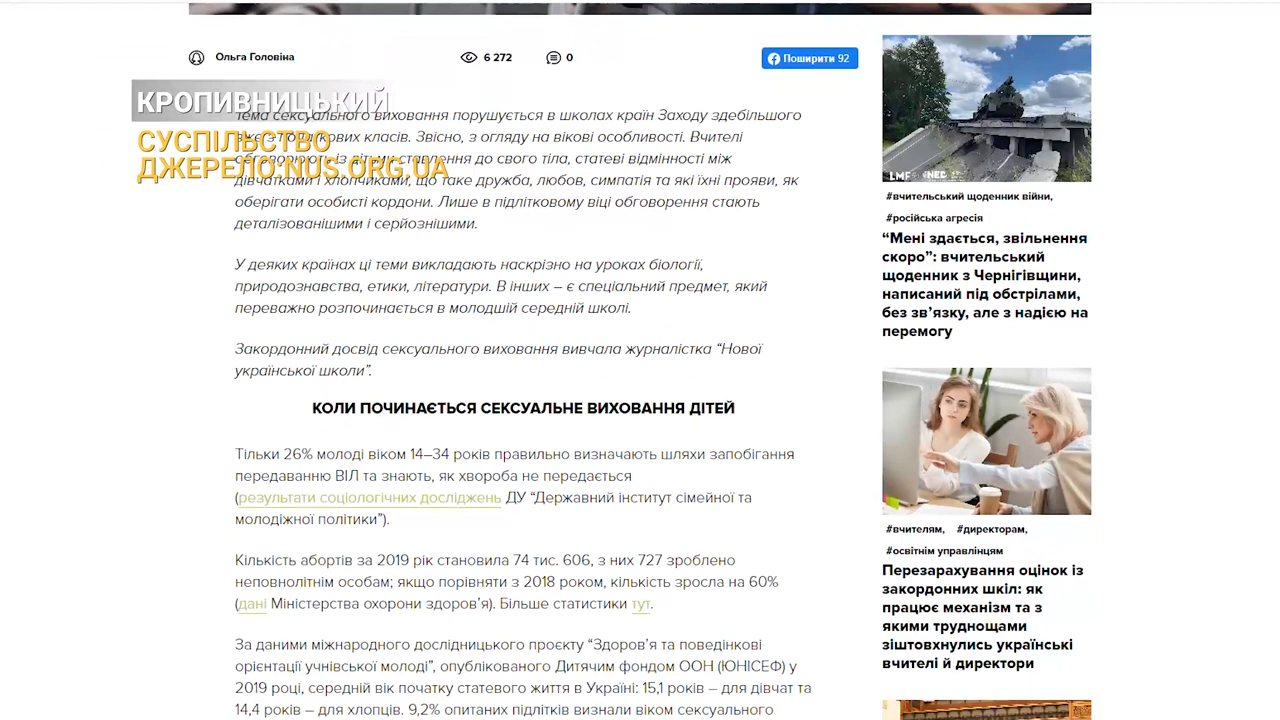 Ольга Головіна
6 272
0
Поширити 92
КРОПИВНИЦЬКИЙ
СУСПІЛЬСТВО
ДЖЕРЕЛО:NUS.ORG.UA
Тема сексуального виховання порушується в школах країн Заходу здебільшого
вже з початкових класів. Звісно, з огляду на вікові особливості. Вчителі
обговорюють із дітьми ставлення до свого тіла, статеві відмінності між
дівчатками і хлопчиками, що таке дружба, любов, симпатія та які їхні прояви, як
оберігати особисті кордони. Лише в підлітковому віці обговорення стають
деталізованішими і серйознішими.
У деяких країнах ці теми викладають наскрізно на уроках біології,
природознавства, етики, літератури. В інших – є спеціальний предмет, який
переважно розпочинається в молодшій середній школі.
Закордонний досвід сексуального виховання вивчала журналістка “Нової
української школи”.
КОЛИ ПОЧИНАЄТЬСЯ СЕКСУАЛЬНЕ ВИХОВАННЯ ДІТЕЙ
Тільки 26% молоді віком 14–34 років правильно визначають шляхи запобігання
передаванню ВІЛ та знають, як хвороба не передається
(результати соціологічних досліджень ДУ “Державний інститут сімейної та
молодіжної політики”).
Кількість абортів за 2019 рік становила 74 тис. 606, з них 727 зроблено
неповнолітнім особам; якщо порівняти з 2018 роком, кількість зросла на 60%
(дані Міністерства охорони здоров’я). Більше статистики тут.
За даними міжнародного дослідницького проєкту “Здоров’я та поведінкові
орієнтації учнівської молоді”, опублікованого Дитячим фондом ООН (ЮНІСЕФ) у
2019 році, середній вік початку статевого життя в Україні: 15,1 років – для дівчат та
14,4 років – для хлопців. 9,2% опитаних підлітків визнали віком сексуального
#вчительський щоденник війни,
#російська агресія
“Мені здається, звільнення
скоро”: вчительський
щоденник з Чернігівщини,
написаний під обстрілами,
без зв’язку, але з надією на
перемогу
#вчителям, #директорам,
#освітнім управлінцям
Перезарахування оцінок із
закордонних шкіл: як
працює механізм та з
якими труднощами
зіштовхнулись українські
вчителі й директори